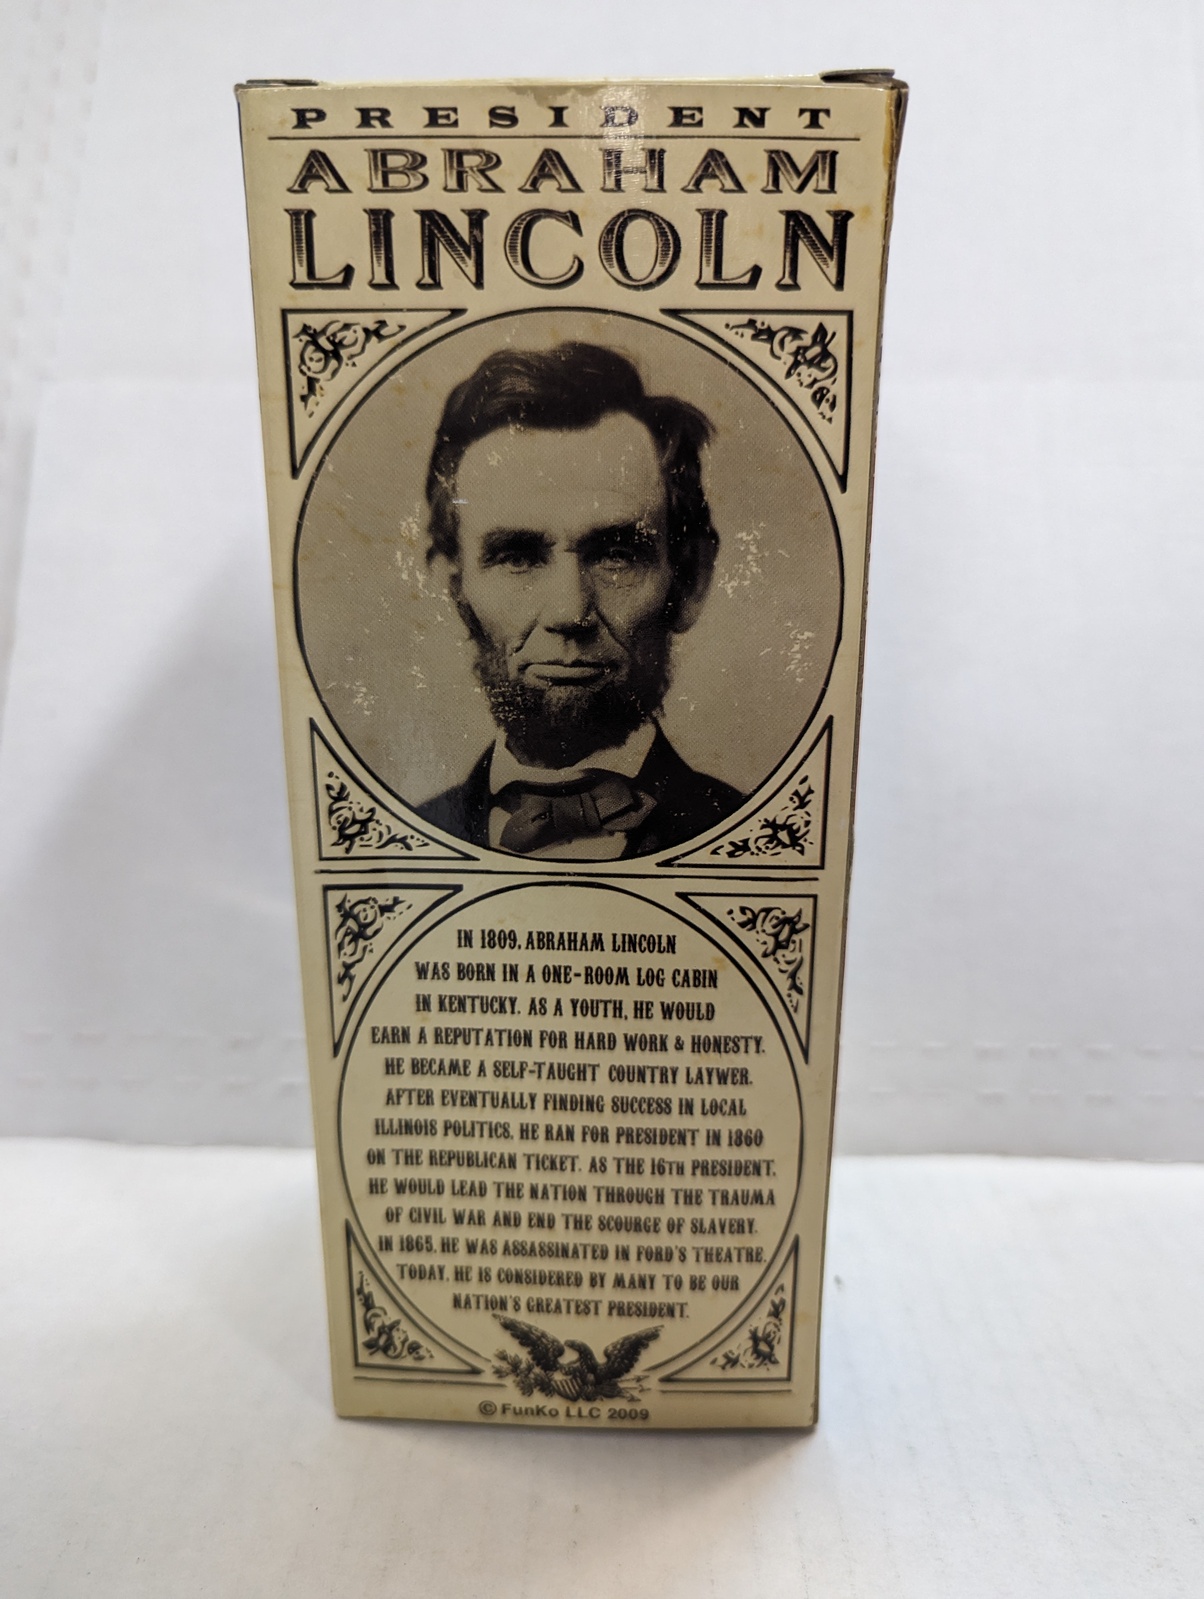 PRESIDENT
ABRAHAM
LINCOLN
IN 1809, ABRAHAM LINCOLN
WAS BORN IN A ONE-ROOM LOG CABIN
IN KENTUCKY. AS A YOUTH, HE WOULD
EARN A REPUTATION FOR HARD WORK & HONESTY.
HE BECAME A SELF-TAUGHT COUNTRY LAYWER.
AFTER EVENTUALLY FINDING SUCCESS IN LOCAL
ILLINOIS POLITICS, HE RAN FOR PRESIDENT IN 1860
ON THE REPUBLICAN TICKET. AS THE 16TH PRESIDENT,
HE WOULD LEAD THE NATION THROUGH THE TRAUMA
OF CIVIL WAR AND END THE SCOURGE OF SLAVERY.
IN 1865, HE WAS ASSASSINATED IN FORD'S THEATRE.
TODAY, HE IS CONSIDERED BY MANY TO BE OUR
NATION'S GREATEST PRESIDENT.
© FunKo LLC 2009